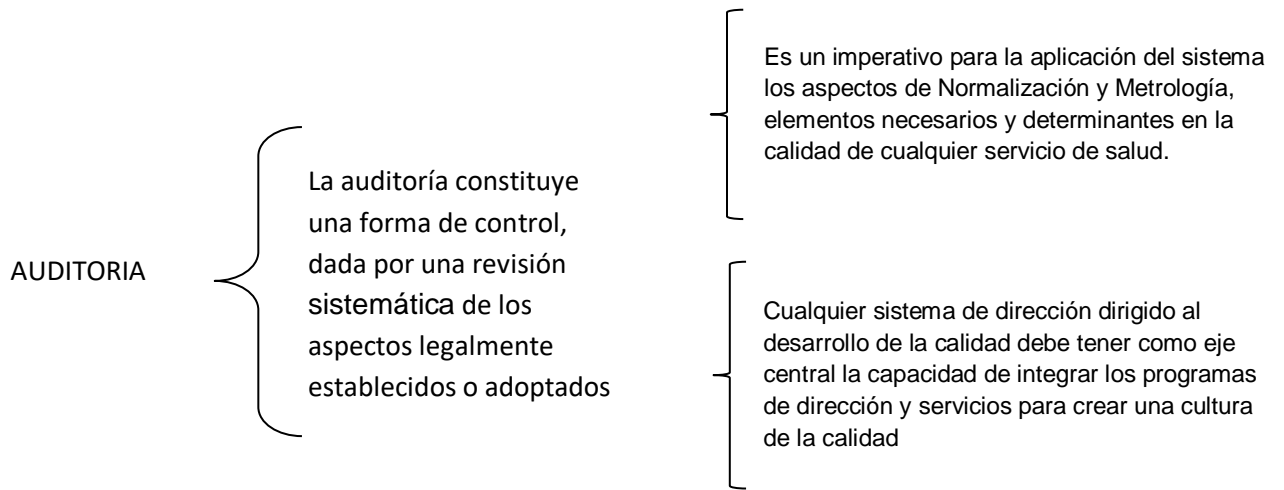 AUDITORIA
La auditoría constituye
una forma de control,
dada por una revisión
sistemática de los
aspectos legalmente
establecidos o adoptados
Es un imperativo para la aplicación del sistema
los aspectos de Normalización y Metrología,
elementos necesarios y determinantes en la
calidad de cualquier servicio de salud.
Cualquier sistema de dirección dirigido al
desarrollo de la calidad debe tener como eje
central la capacidad de integrar los programas
de dirección y servicios para crear una cultura
de la calidad